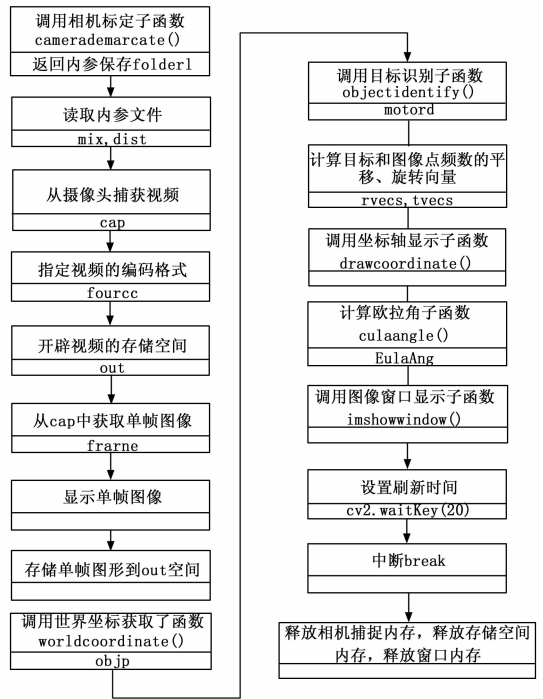 调用相机标定子函数
camerademarcate()
返回内参保存folderl
读取内参文件
mix,dist
从摄像头捕获视频
cap
指定视频的编码格式
fourcc
开辟视频的存储空间
out
从cap中获取单帧图像
frarne
显示单帧图像
存储单帧图形到out空间
调用世界坐标获取了函数
worldcoordinate()
objp
调用目标识别子函数
objectidentify()
motord
计算目标和图像点频数的平
移、旋转向量
rvecs,tvecs
调用坐标轴显示子函数
drawcoordinate()
计算欧拉角子函数
culaangle()
EulaAng
调用图像窗口显示子函数
imshowwindow()
设置刷新时间
cv2.waitKey(20)
中断break
释放相机捕捉内存，释放存储空间
内存，释放窗口内存